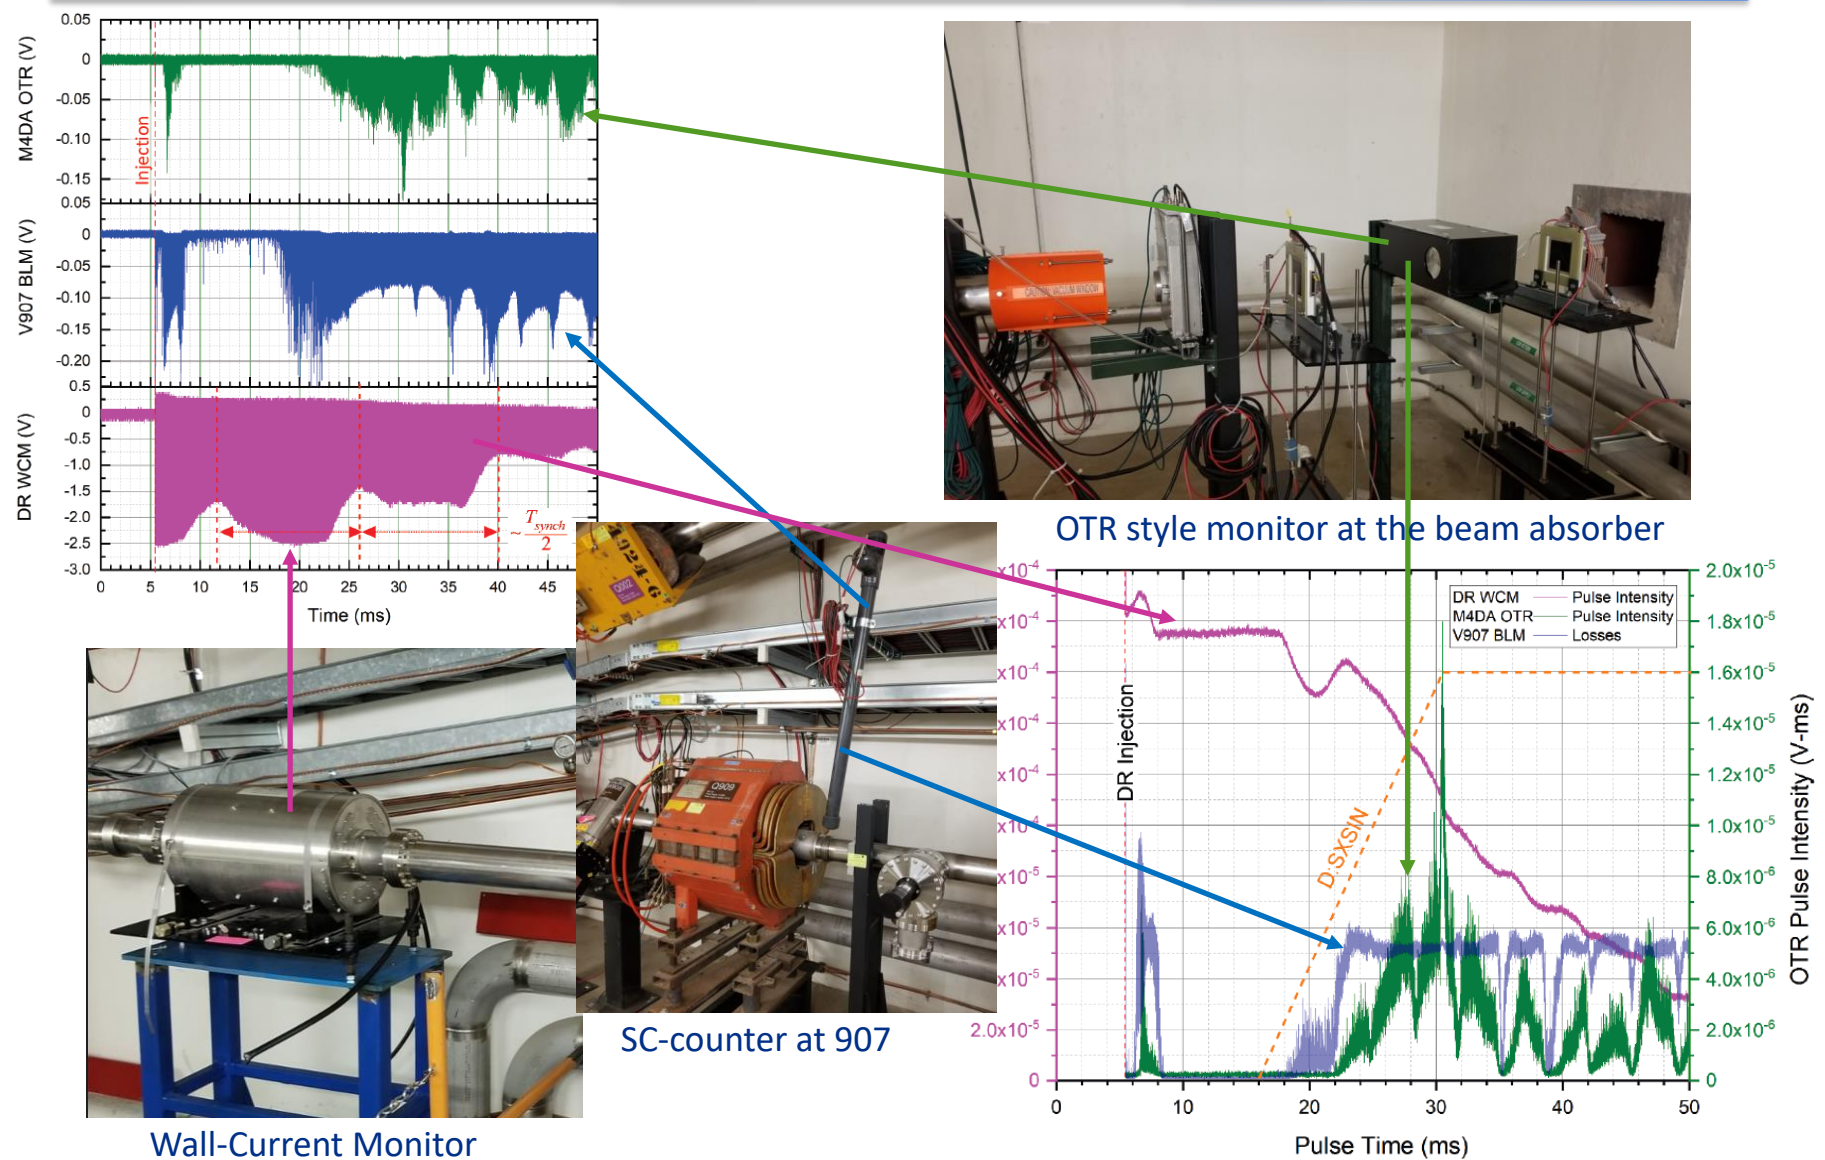 0.05
0
-0.05
-0.10
-0.15
M4DA OTR (V)
Injection
0.05
0
-0.05
-0.10
-0.15
-0.20
V907 BLM (V)
0.5
0
-0.5
-1.0
-1.5
-2.0
-2.5
-3.0
DR WCM (V)
~ T synch / 2
0 5 10 15 20 25 30 35 40 45
Time (ms)
CAUTION VACUUM WINDOW
OTR style monitor at the beam absorber
924-6
Q002
Q909
SC-counter at 907
Wall-Current Monitor
x10-4
x10-4
x10-4
x10-4
x10-4
x10-4
x10-5
x10-5
2.0x10-5
0
DR Injection
D:SXSIN
DR WCM Pulse Intensity
M4DA OTR Pulse Intensity
V907 BLM Losses
2.0x10-5
1.8x10-5
1.6x10-5
1.4x10-5
1.2x10-5
1.0x10-5
8.0x10-6
6.0x10-6
4.0x10-6
2.0x10-6
0
OTR Pulse Intensity (V-ms)
0 10 20 30 40 50
Pulse Time (ms)